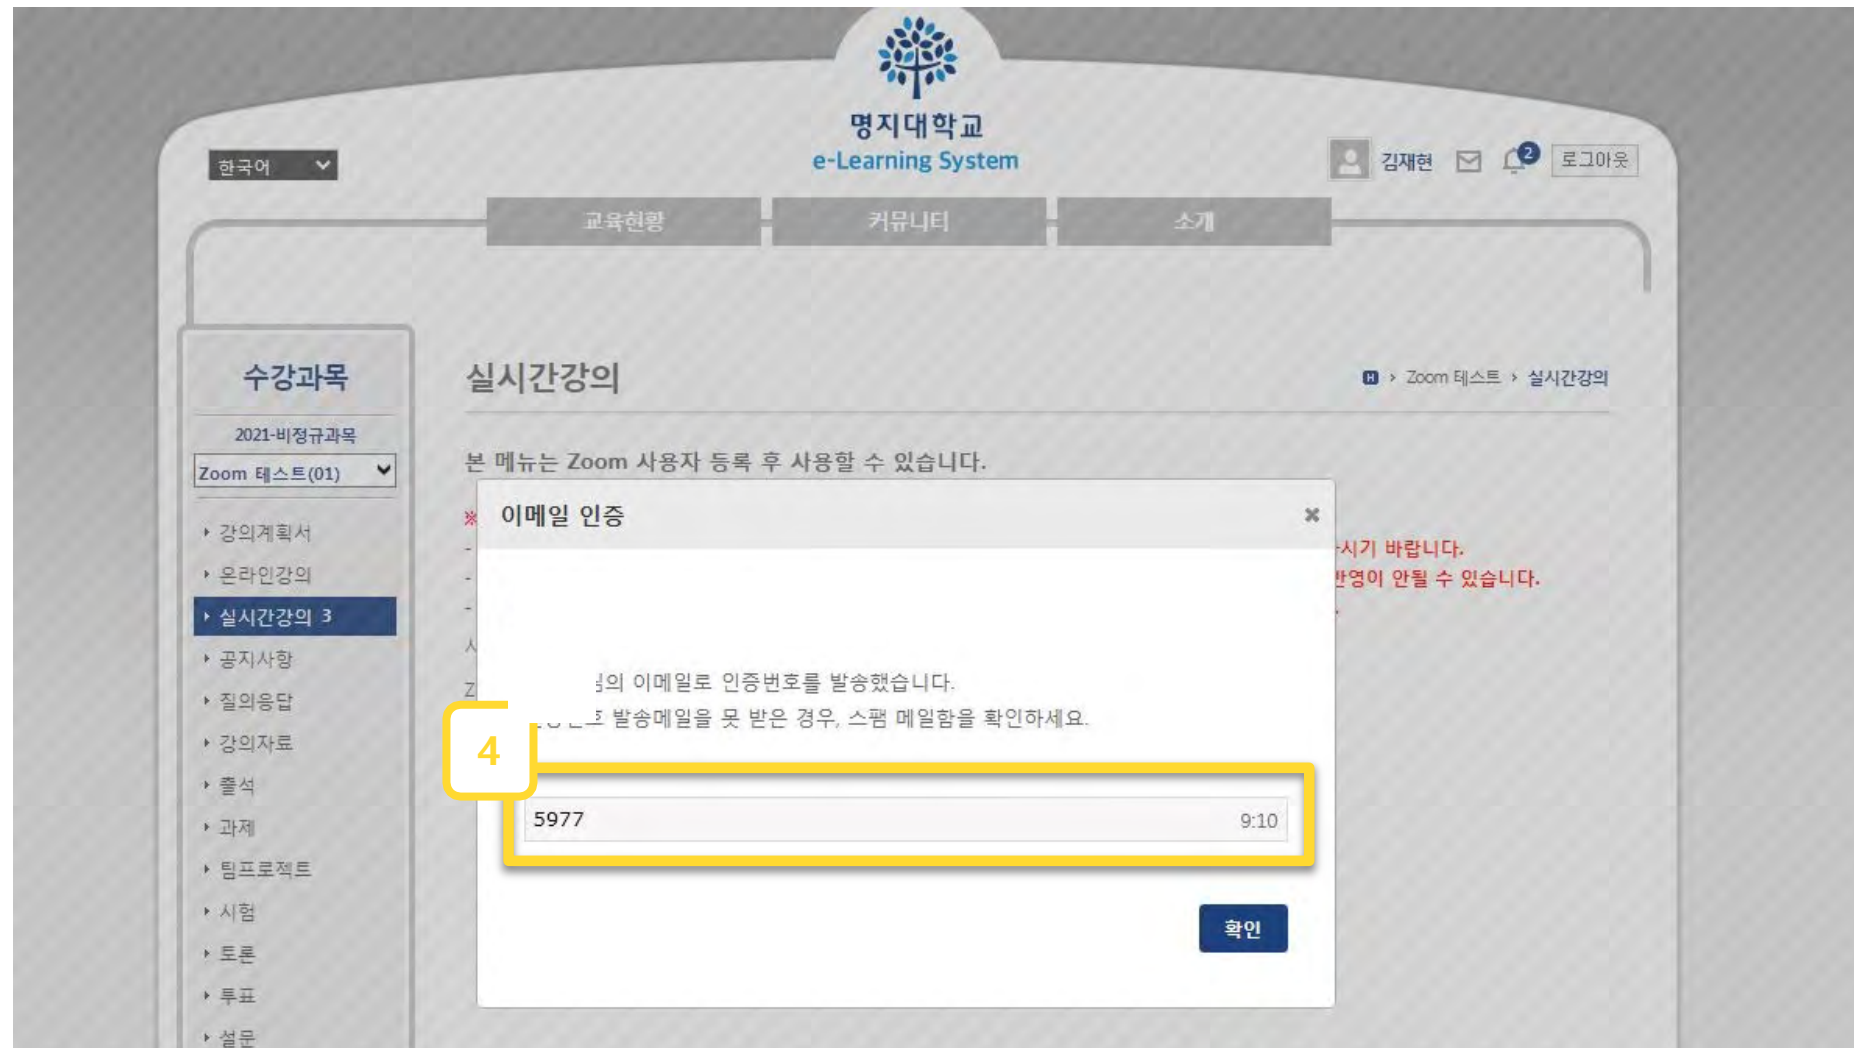 명지대학교
e-Learning System
한국어
김재현
2
로그아웃
교육현황
커뮤니티
소개
수강과목
2021-비정규과목
Zoom 테스트(01)
강의계획서
온라인강의
실시간강의 3
공지사항
질의응답
강의자료
출석
과제
팀프로젝트
시험
토론
투표
설문
실시간강의
H > Zoom 테스트 > 실시간강의
본 메뉴는 Zoom 사용자 등록 후 사용할 수 있습니다.
※
시기 바랍니다.
- 안될 수 있습니다.
-
이메일 인증
이메일로 인증번호를 발송했습니다.
발송메일을 못 받은 경우, 스팸 메일함을 확인하세요.
4
5977
9:10
확인